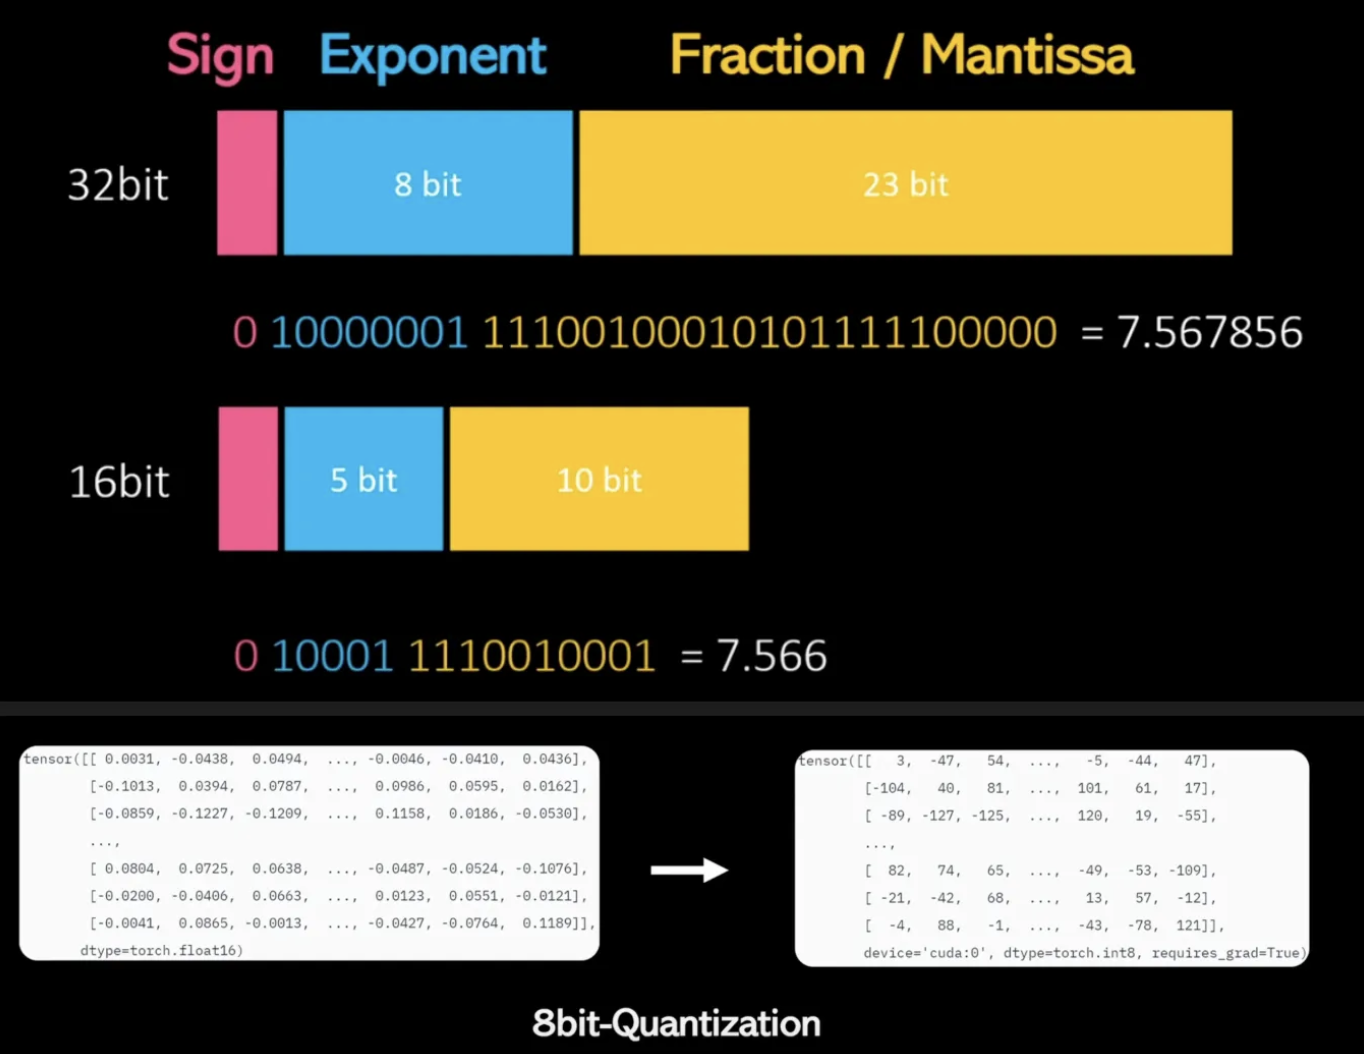 Sign Exponent Fraction / Mantissa
32bit 8 bit 23 bit
0 10000001 11100100010101111100000 = 7.567856
16bit 5 bit 10 bit
0 10001 1110010001 = 7.566
tensor([[ 0.0031, -0.0438, 0.0494, ..., -0.0046, -0.0410, 0.0436],
[-0.1013, 0.0394, 0.0787, ..., 0.0986, 0.0595, 0.0162],
[-0.0859, -0.1227, -0.1209, ..., 0.1158, 0.0186, -0.0530],
...,
[ 0.0804, 0.0725, 0.0638, ..., -0.0487, -0.0524, -0.1076],
[-0.0200, -0.0406, 0.0663, ..., 0.0123, 0.0551, -0.0121],
[-0.0041, 0.0865, -0.0013, ..., -0.0427, -0.0764, 0.1189]],
dtype=torch.float16)
tensor([[ 3, -47, 54, ..., -5, -44, 47],
[-104, 40, 81, ..., 101, 61, 17],
[ -89, -127, -125, ..., 120, 19, -55],
...,
[ 82, 74, 65, ..., -49, -53, -109],
[ -21, -42, 68, ..., 13, 57, -12],
[ -4, 88, -1, ..., -43, -78, 121]],
device='cuda:0', dtype=torch.int8, requires_grad=True)
8bit-Quantization